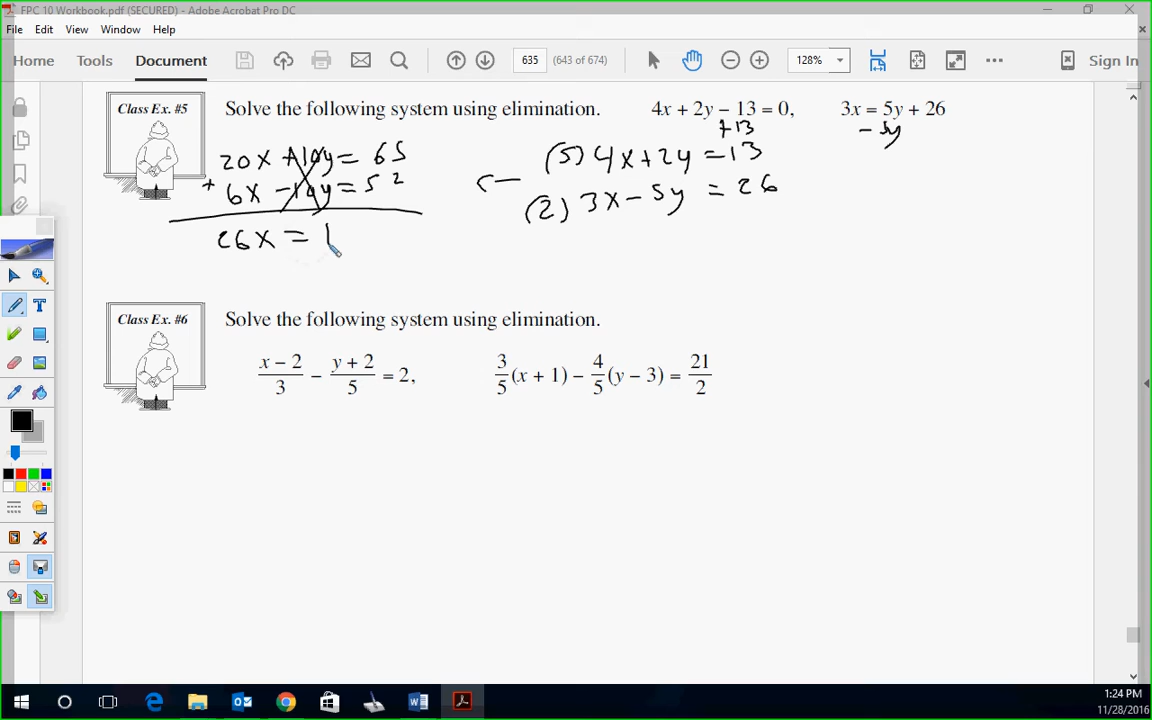 FPC 10 Workbook.pdf (SECURED) - Adobe Acrobat Pro DC
File Edit View Window Help
Home Tools Document 635 (643 of 674) 128% Sign In
Class Ex. #5 Solve the following system using elimination. 4x + 2y − 13 = 0, 3x = 5y + 26
+13 − 5y
20x + 10y = 65 (5) 4x + 2y = 13
+ 6x − 10y = 52 (2) 3x − 5y = 26
26x = 1
Class Ex. #6 Solve the following system using elimination.
x − 2 / 3 − y + 2 / 5 = 2, 3/5 (x + 1) − 4/5 (y − 3) = 21/2
T
1:24 PM
11/28/2016